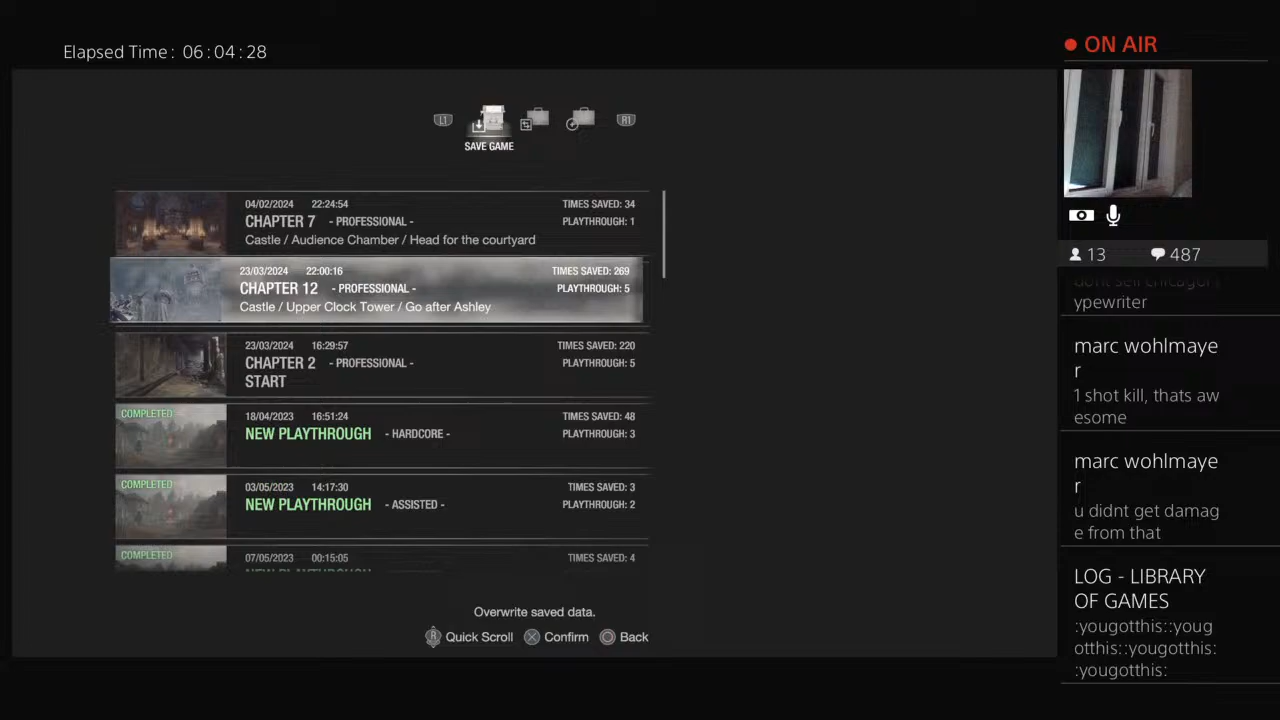 Elapsed Time: 06:04:28
ON AIR
L1
R1
SAVE GAME
04/02/2024 22:24:54 TIMES SAVED: 34
CHAPTER 7 - PROFESSIONAL - PLAYTHROUGH: 1
Castle / Audience Chamber / Head for the courtyard
23/03/2024 22:00:16 TIMES SAVED: 269
CHAPTER 12 - PROFESSIONAL - PLAYTHROUGH: 5
Castle / Upper Clock Tower / Go after Ashley
23/03/2024 16:29:57 TIMES SAVED: 220
CHAPTER 2 - PROFESSIONAL - PLAYTHROUGH: 5
START
COMPLETED 18/04/2023 16:51:24 TIMES SAVED: 48
NEW PLAYTHROUGH - HARDCORE - PLAYTHROUGH: 3
COMPLETED 03/05/2023 14:17:30 TIMES SAVED: 3
NEW PLAYTHROUGH - ASSISTED - PLAYTHROUGH: 2
COMPLETED 07/05/2023 00:15:05 TIMES SAVED: 4
NEW PLAYTHROUGH
Overwrite saved data.
R Quick Scroll Confirm Back
13 487
ypewriter
marc wohlmaye
r
1 shot kill, thats aw
esome
marc wohlmaye
r
u didnt get damag
e from that
LOG - LIBRARY
OF GAMES
:yougotthis::youg
otthis::yougotthis:
:yougotthis: